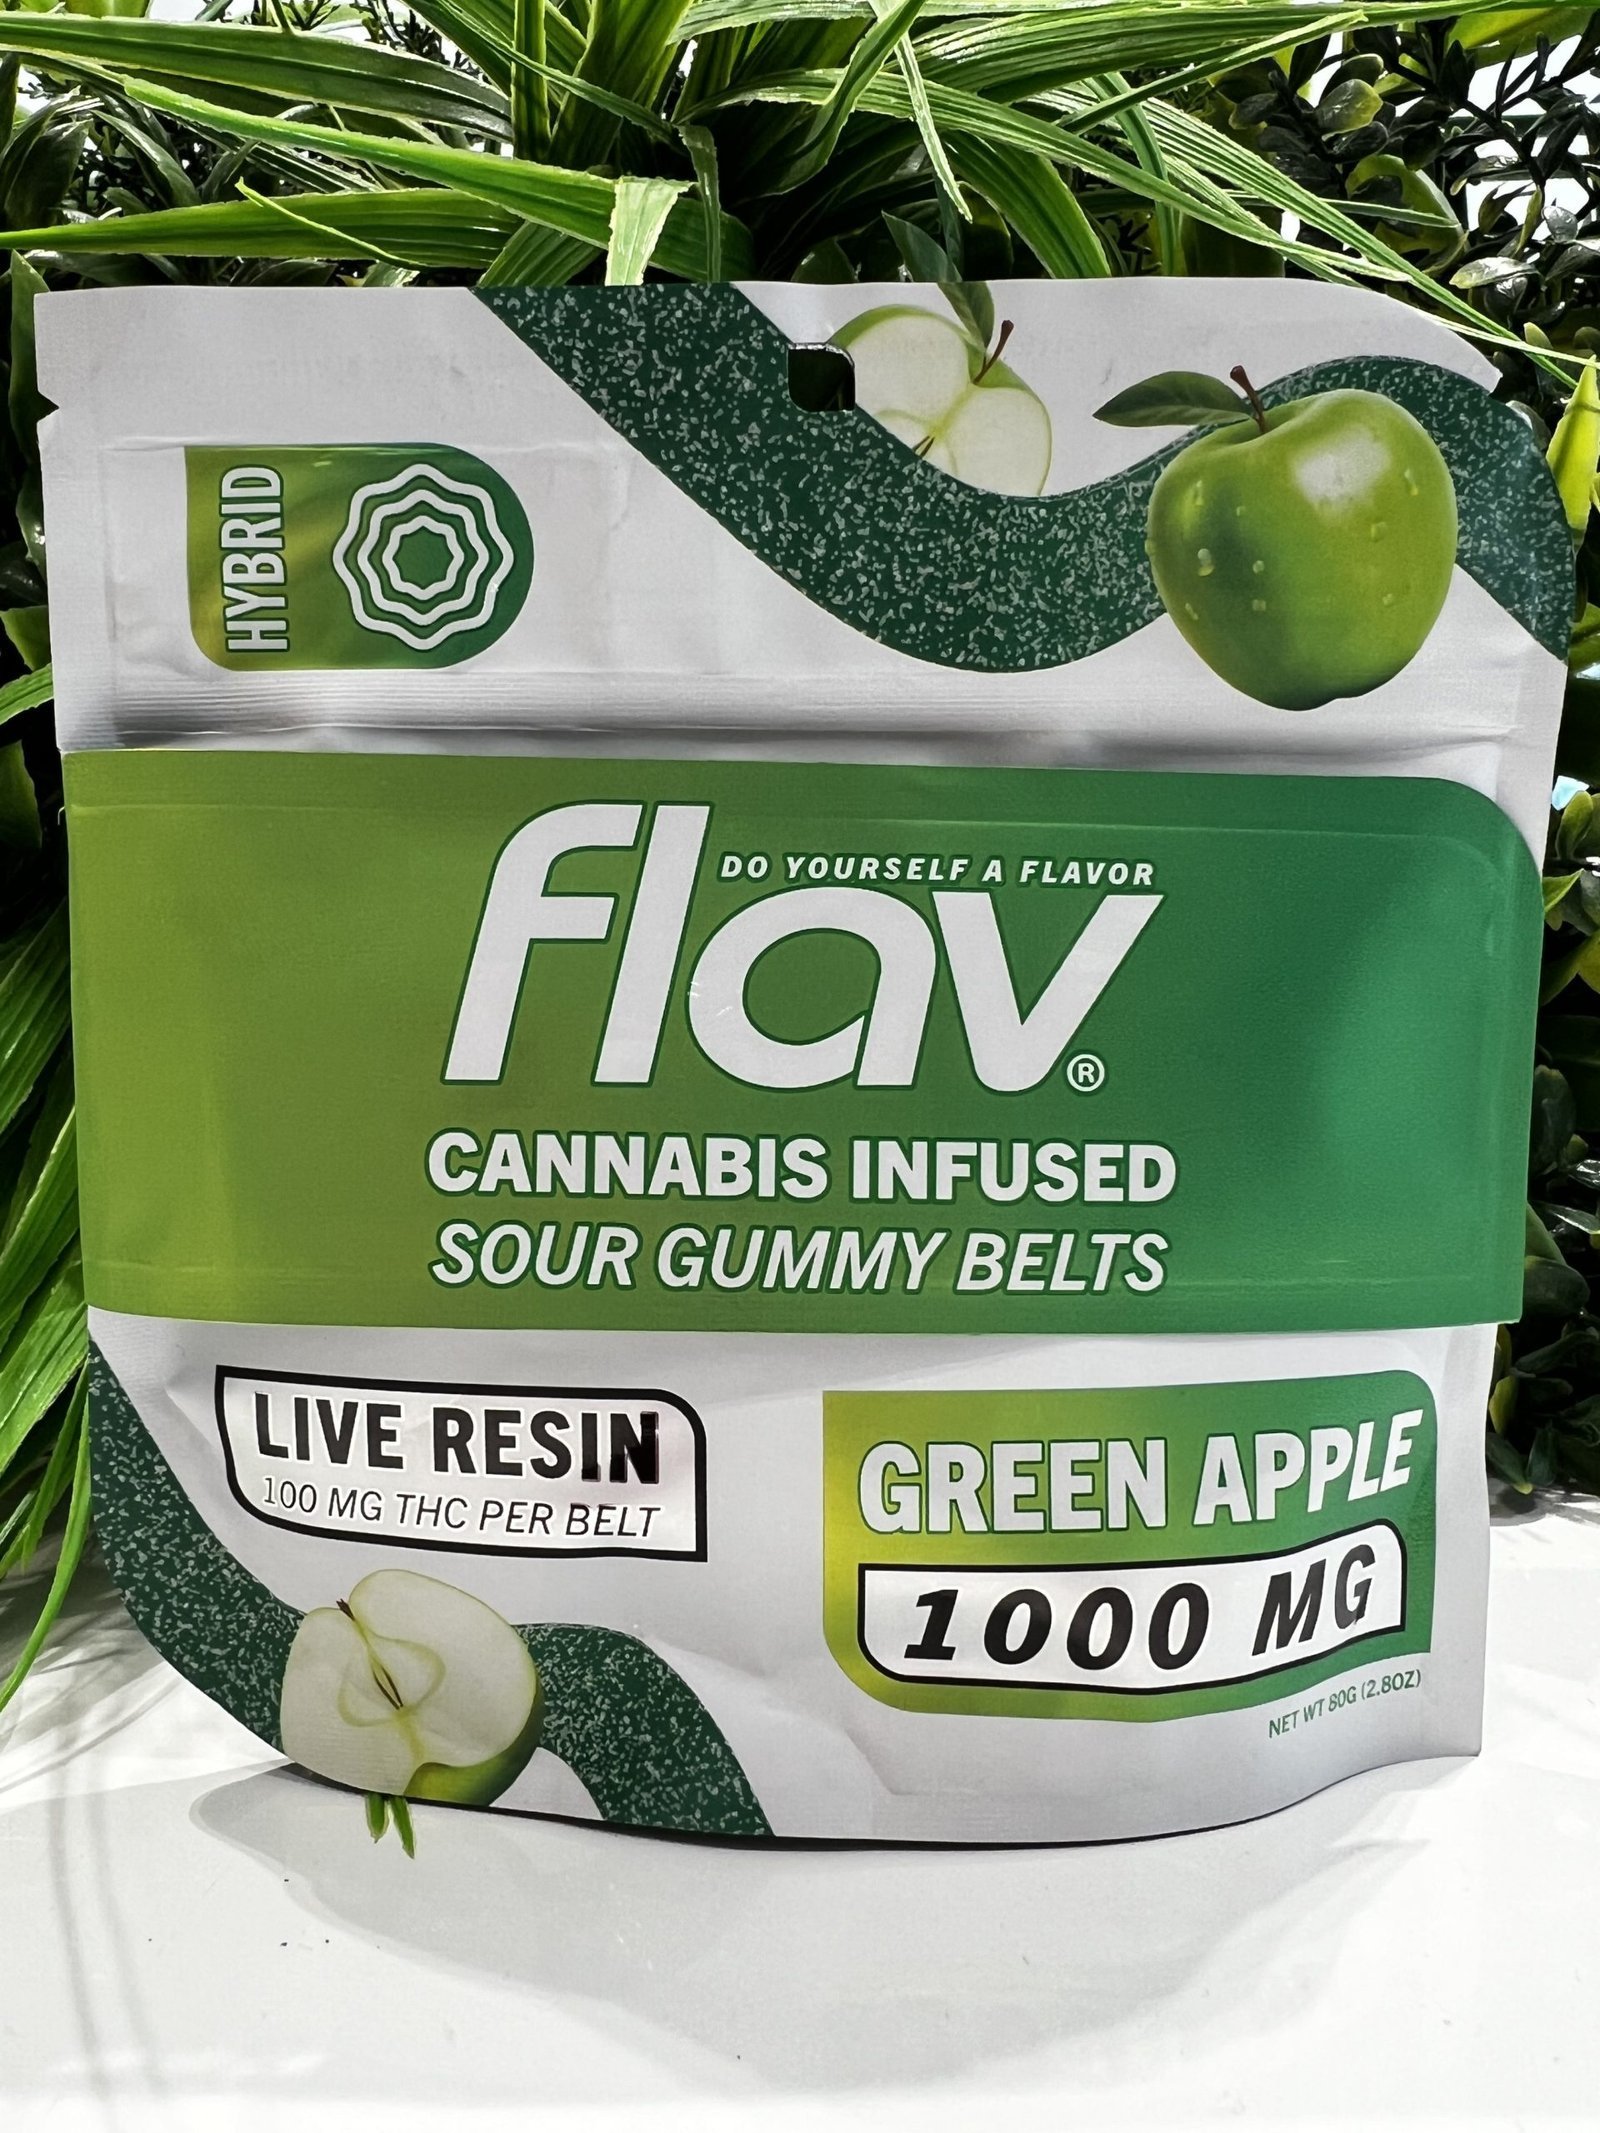 HYBRID
DO YOURSELF A FLAVOR
flav®
CANNABIS INFUSED
SOUR GUMMY BELTS
LIVE RESIN
100 MG THC PER BELT
GREEN APPLE
1000 MG
NET WT 80G (2.8OZ)